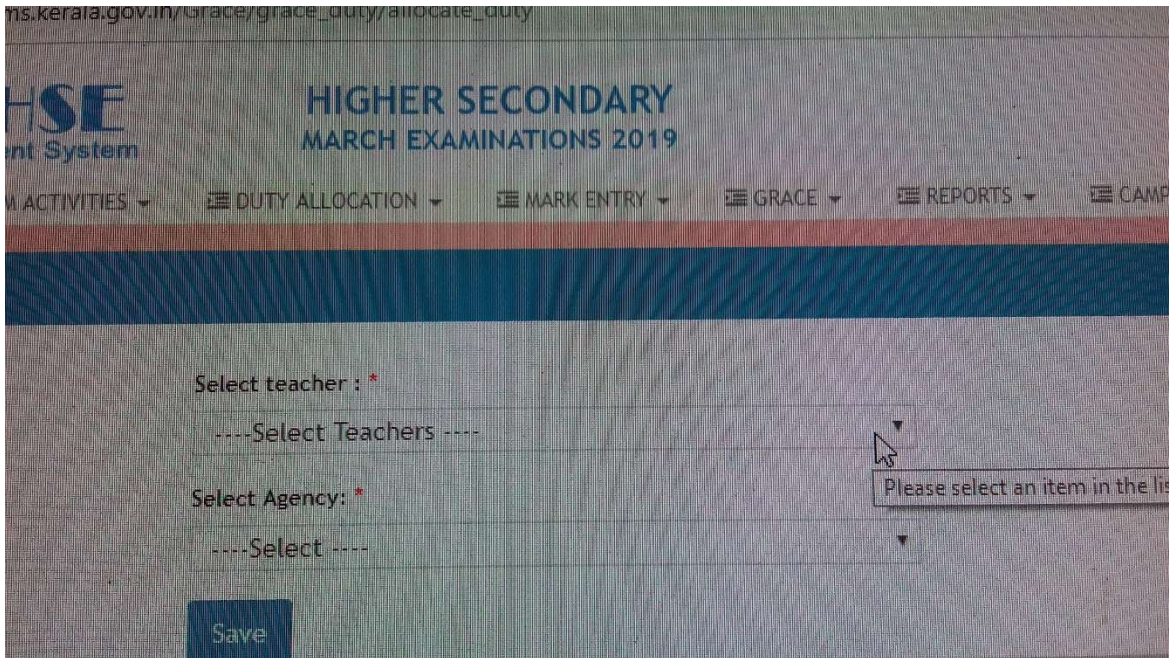 ms.kerala.gov.in/Grace/grace_duty/allocate_duty
HSE
HIGHER SECONDARY
ent System
MARCH EXAMINATIONS 2019
M ACTIVITIES
DUTY ALLOCATION
MARK ENTRY
GRACE
REPORTS
CAMP
Select teacher : *
----Select Teachers ----
Select Agency: *
Please select an item in the lis
----Select ----
Save